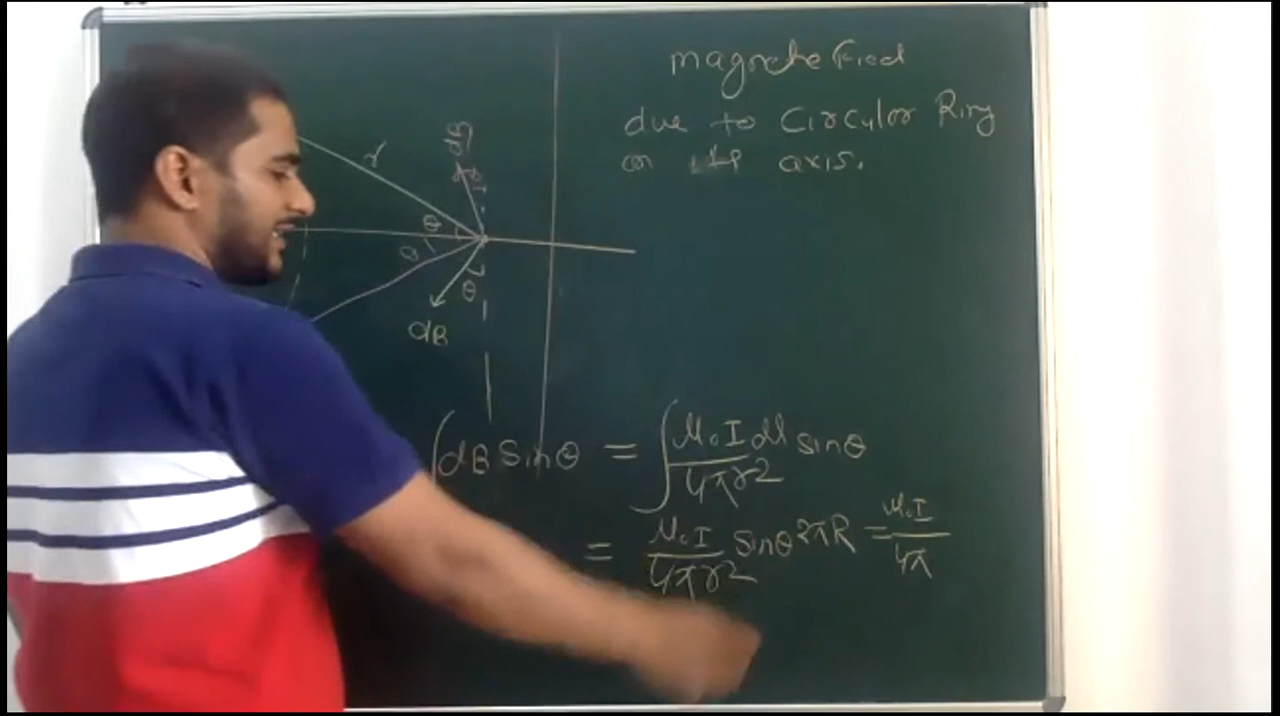 magnetic Field
due to Circular Ring
on its axis.
r
θ
θ
θ
dB
∫dB sinθ = ∫ μ₀I dl/4πr² sinθ
= μ₀I/4πr² sinθ 2πR = μ₀I/4π